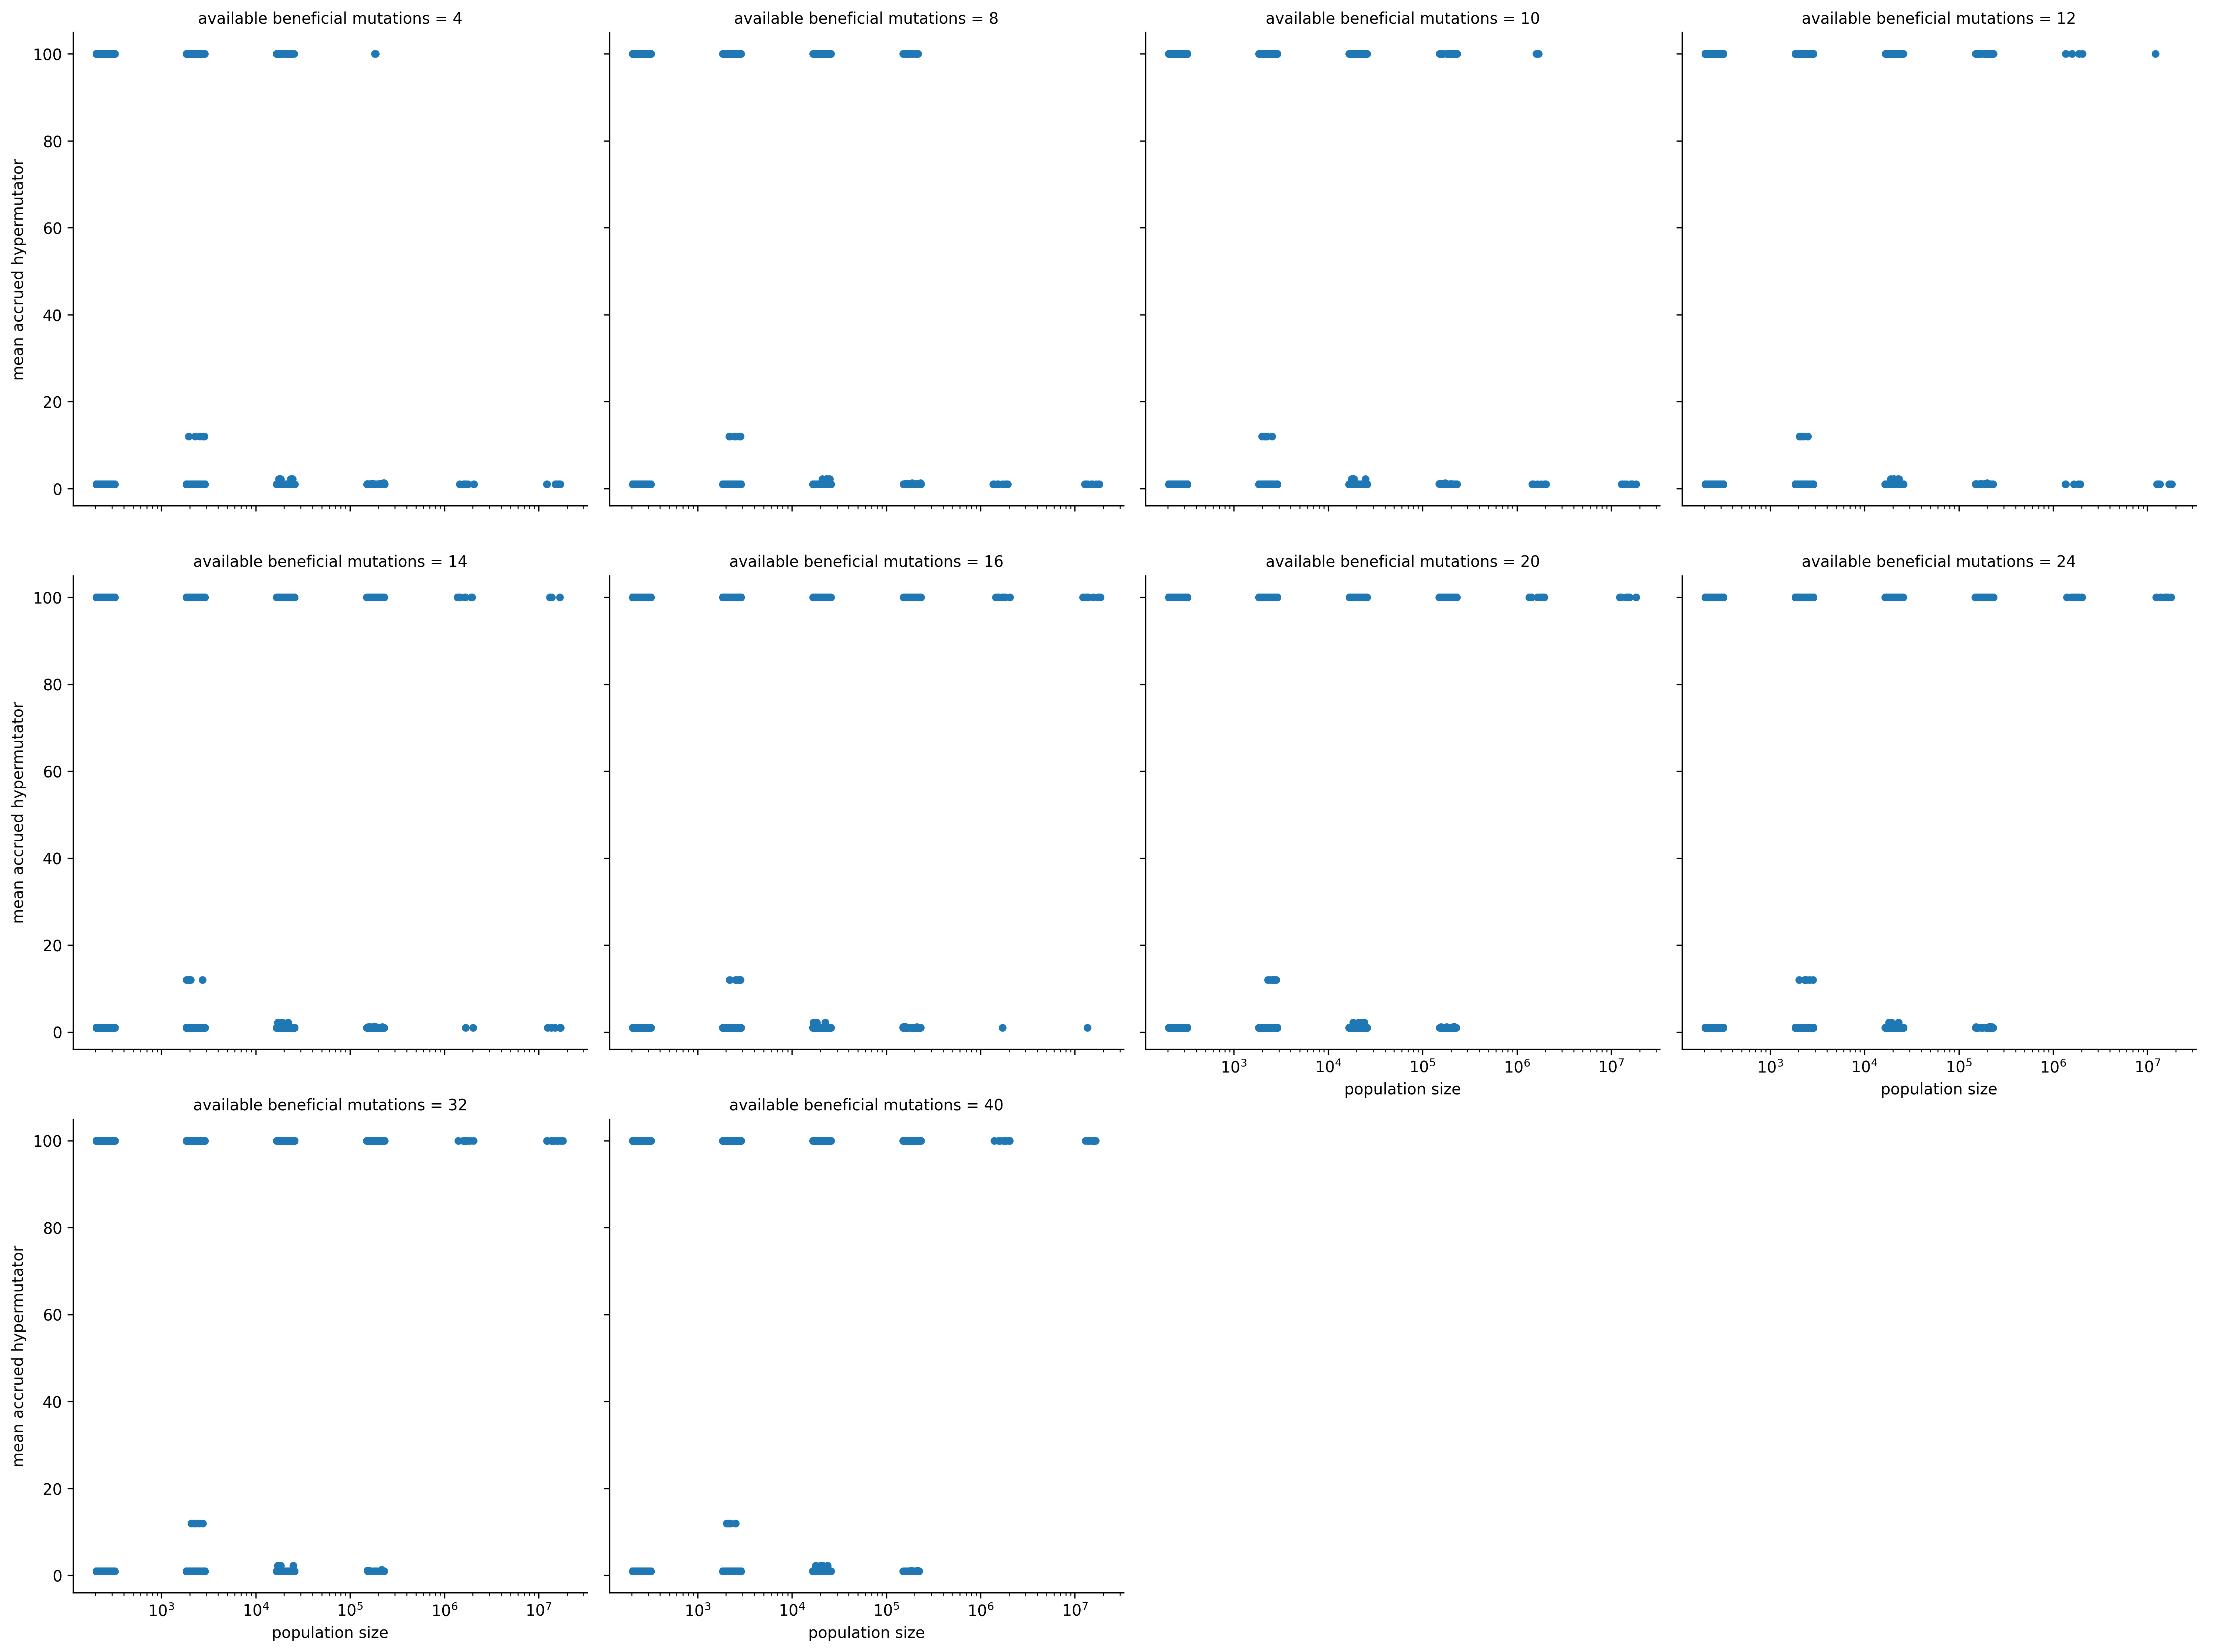 available beneficial mutations = 4
available beneficial mutations = 8
available beneficial mutations = 10
available beneficial mutations = 12
mean accrued hypermutator
100
80
60
40
20
0
available beneficial mutations = 14
available beneficial mutations = 16
available beneficial mutations = 20
available beneficial mutations = 24
mean accrued hypermutator
100
80
60
40
20
0
10³ 10⁴ 10⁵ 10⁶ 10⁷
population size
10³ 10⁴ 10⁵ 10⁶ 10⁷
population size
available beneficial mutations = 32
available beneficial mutations = 40
mean accrued hypermutator
100
80
60
40
20
0
10³ 10⁴ 10⁵ 10⁶ 10⁷
population size
10³ 10⁴ 10⁵ 10⁶ 10⁷
population size